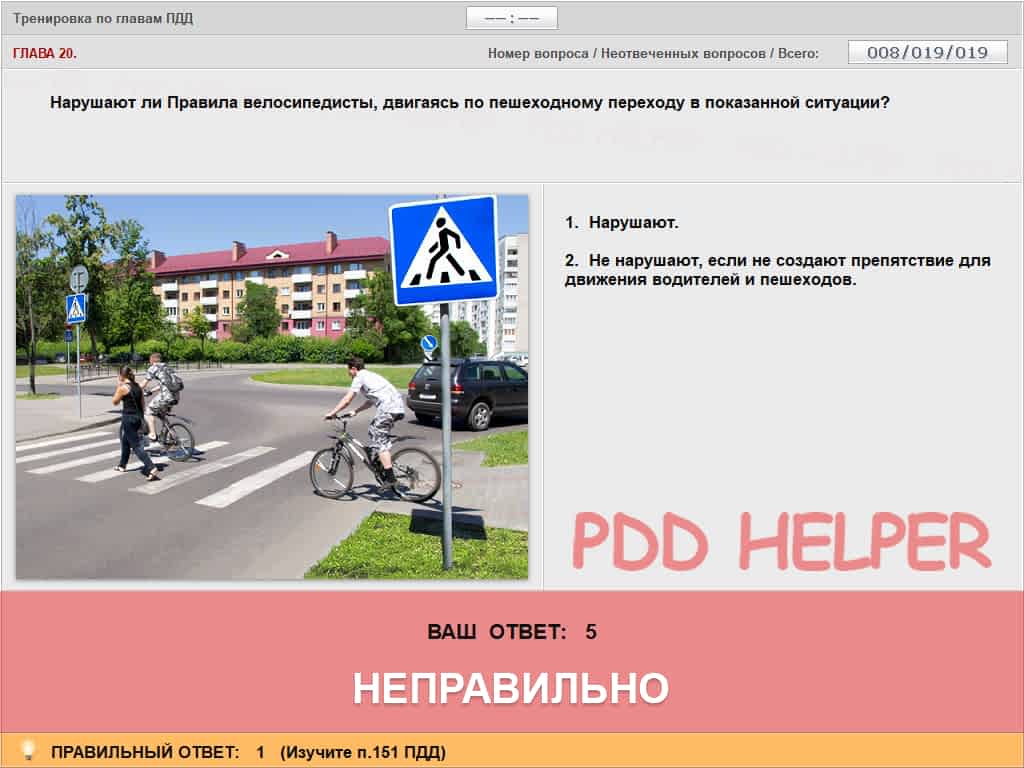 Тренировка по главам ПДД
—— : ——
ГЛАВА 20.
Номер вопроса / Неотвеченных вопросов / Всего: 008/019/019
Нарушают ли Правила велосипедисты, двигаясь по пешеходному переходу в показанной ситуации?
1. Нарушают.
2. Не нарушают, если не создают препятствие для
движения водителей и пешеходов.
PDD HELPER
ВАШ ОТВЕТ: 5
НЕПРАВИЛЬНО
ПРАВИЛЬНЫЙ ОТВЕТ: 1 (Изучите п.151 ПДД)